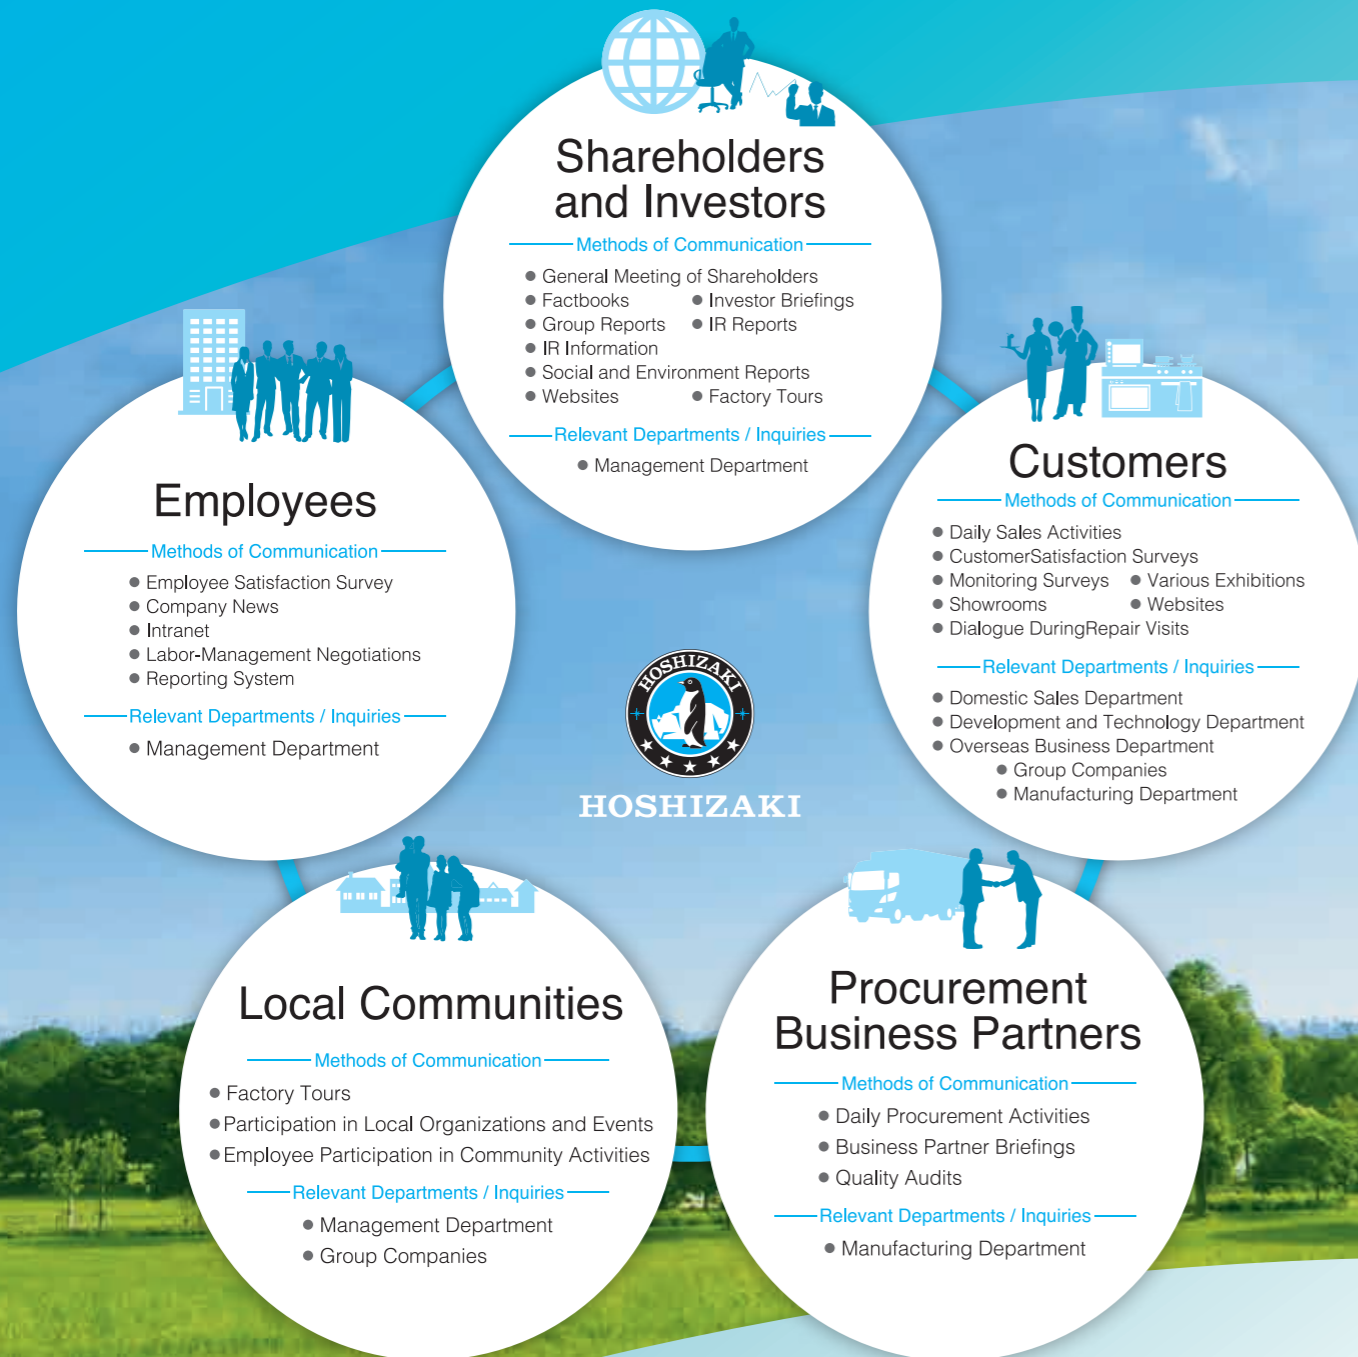 Shareholders
and Investors
Methods of Communication
● General Meeting of Shareholders
● Factbooks ● Investor Briefings
● Group Reports ● IR Reports
● IR Information
● Social and Environment Reports
● Websites ● Factory Tours
Relevant Departments / Inquiries
● Management Department
Employees
Methods of Communication
● Employee Satisfaction Survey
● Company News
● Intranet
● Labor-Management Negotiations
● Reporting System
Relevant Departments / Inquiries
● Management Department
Customers
Methods of Communication
● Daily Sales Activities
● CustomerSatisfaction Surveys
● Monitoring Surveys ● Various Exhibitions
● Showrooms ● Websites
● Dialogue DuringRepair Visits
Relevant Departments / Inquiries
● Domestic Sales Department
● Development and Technology Department
● Overseas Business Department
● Group Companies
● Manufacturing Department
HOSHIZAKI
HOSHIZAKI
Local Communities
Methods of Communication
● Factory Tours
● Participation in Local Organizations and Events
● Employee Participation in Community Activities
Relevant Departments / Inquiries
● Management Department
● Group Companies
Procurement
Business Partners
Methods of Communication
● Daily Procurement Activities
● Business Partner Briefings
● Quality Audits
Relevant Departments / Inquiries
● Manufacturing Department